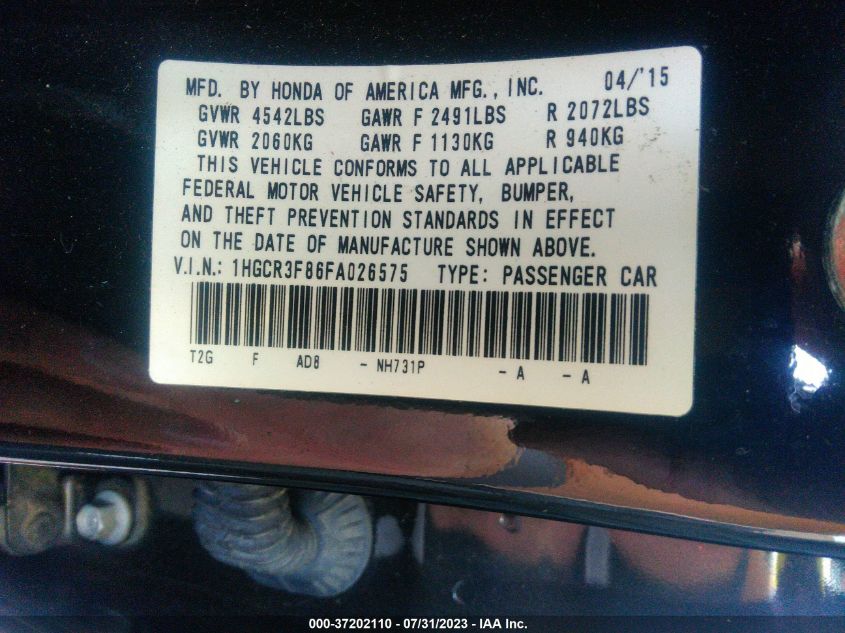 MFD. BY HONDA OF AMERICA MFG., INC. 04/'15
GVWR 4542LBS GAWR F 2491LBS R 2072LBS
GVWR 2060KG GAWR F 1130KG R 940KG
THIS VEHICLE CONFORMS TO ALL APPLICABLE
FEDERAL MOTOR VEHICLE SAFETY, BUMPER,
AND THEFT PREVENTION STANDARDS IN EFFECT
ON THE DATE OF MANUFACTURE SHOWN ABOVE.
V.I.N.: 1HGCR3F86FA026575 TYPE: PASSENGER CAR
T2G F AD8 - NH731P - A - A
000-37202110 - 07/31/2023 - IAA Inc.